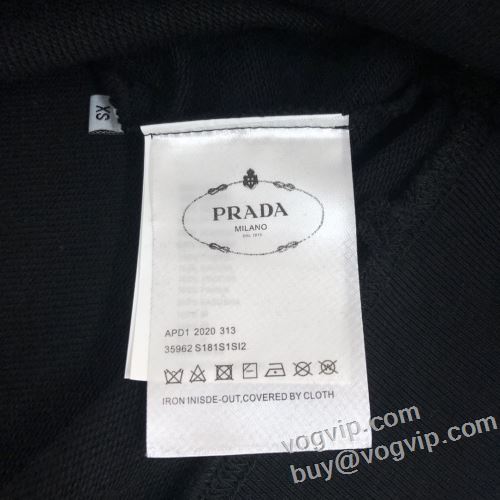 XS
PRADA
MILANO
DAL 1913
APD1 2020 313
35962 S181S1SI2
IRON INISDE-OUT,COVERED BY CLOTH
vogvip.com
buy@vogvip.com